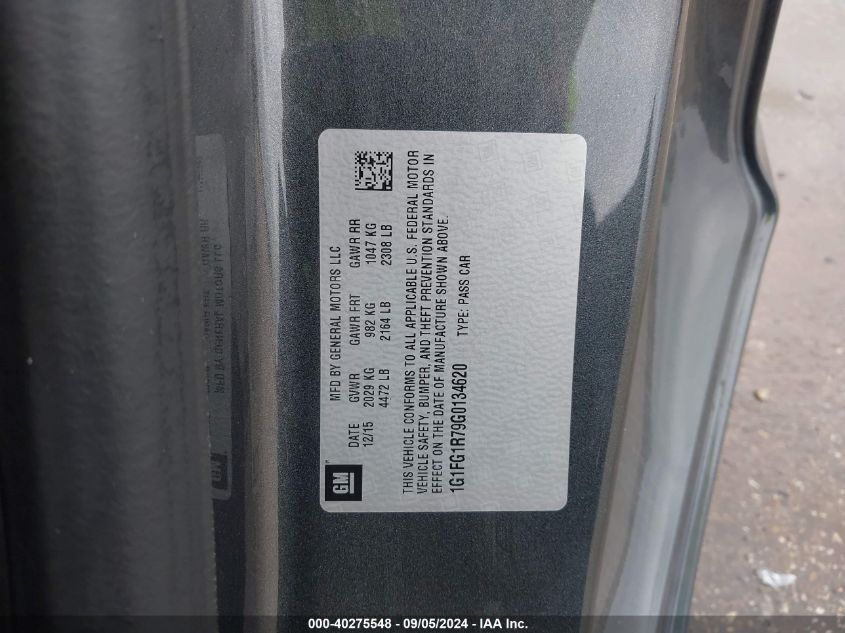 MFD BY GENERAL MOTORS LLC
DATE GVWR GAWR FRT GAWR RR
12/15 2029 KG 982 KG 1047 KG
4472 LB 2164 LB 2308 LB
GM
THIS VEHICLE CONFORMS TO ALL APPLICABLE U.S. FEDERAL MOTOR
VEHICLE SAFETY, BUMPER, AND THEFT PREVENTION STANDARDS IN
EFFECT ON THE DATE OF MANUFACTURE SHOWN ABOVE.
1G1FG1R79G0134620 TYPE: PASS CAR
000-40275548 - 09/05/2024 - IAA Inc.